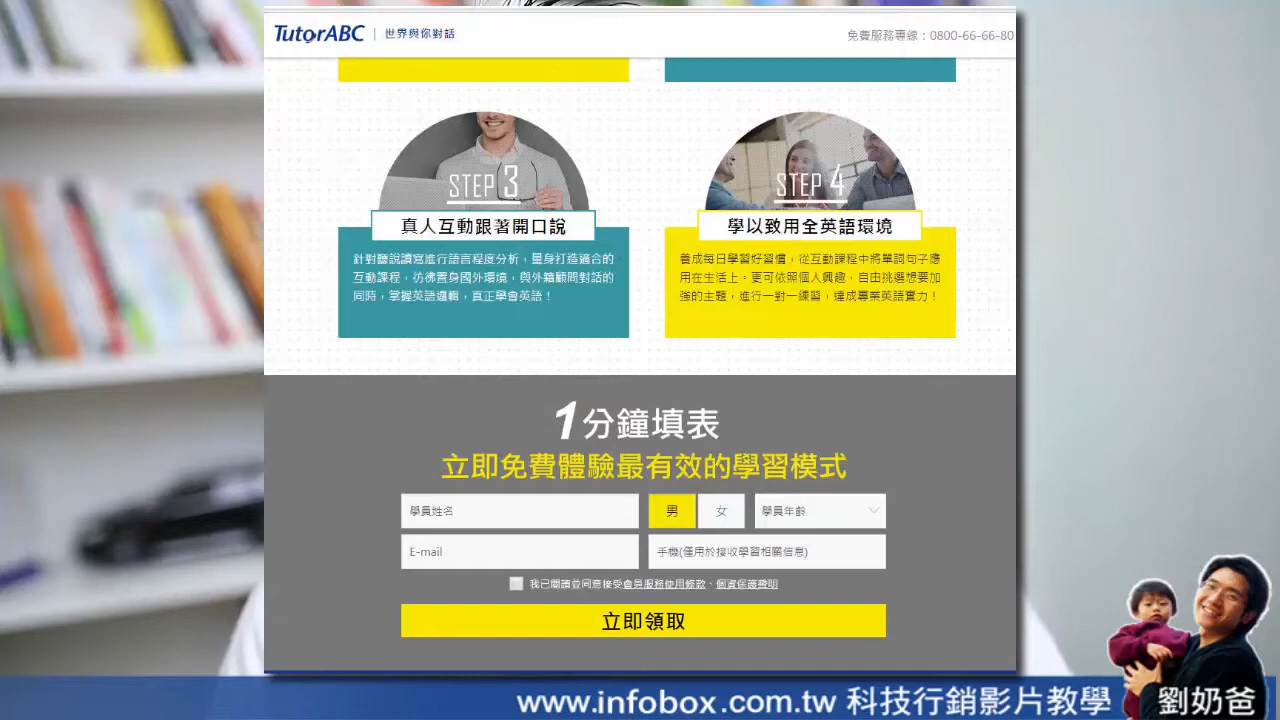 TutorABC | 世界與你對話
免費服務專線：0800-66-66-80
STEP 3
真人互動跟著開口說
針對聽說讀寫進行語言程度分析，量身打造適合的
互動課程，彷彿置身國外環境，與外籍顧問對話的
同時，掌握英語邏輯，真正學會英語！
STEP 4
學以致用全英語環境
養成每日學習好習慣，從互動課程中將單詞句子應
用在生活上。更可依照個人興趣，自由挑選想要加
強的主題，進行一對一練習，達成專業英語實力！
1分鐘填表
立即免費體驗最有效的學習模式
學員姓名
男
女
學員年齡
E-mail
手機(僅用於接收學習相關信息)
我已閱讀並同意接受會員服務使用條款、個資保護聲明
立即領取
www.infobox.com.tw 科技行銷影片教學
劉奶爸